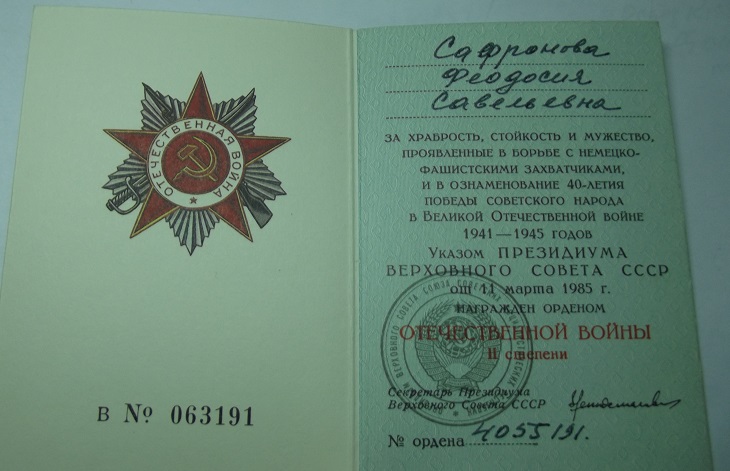 ОТЕЧЕСТВЕННАЯ ВОЙНА
В № 063191
Сафронова
Феодосия
Савельевна
ЗА ХРАБРОСТЬ, СТОЙКОСТЬ И МУЖЕСТВО,
ПРОЯВЛЕННЫЕ В БОРЬБЕ С НЕМЕЦКО-
ФАШИСТСКИМИ ЗАХВАТЧИКАМИ,
И В ОЗНАМЕНОВАНИЕ 40-ЛЕТИЯ
ПОБЕДЫ СОВЕТСКОГО НАРОДА
В ВЕЛИКОЙ ОТЕЧЕСТВЕННОЙ ВОЙНЕ
1941—1945 ГОДОВ
УКАЗОМ ПРЕЗИДИУМА
ВЕРХОВНОГО СОВЕТА СССР
от 11 марта 1985 г.
НАГРАЖДЕН ОРДЕНОМ
ОТЕЧЕСТВЕННОЙ ВОЙНЫ
II степени
Секретарь Президиума
Верховного Совета СССР
№ ордена 4055191.